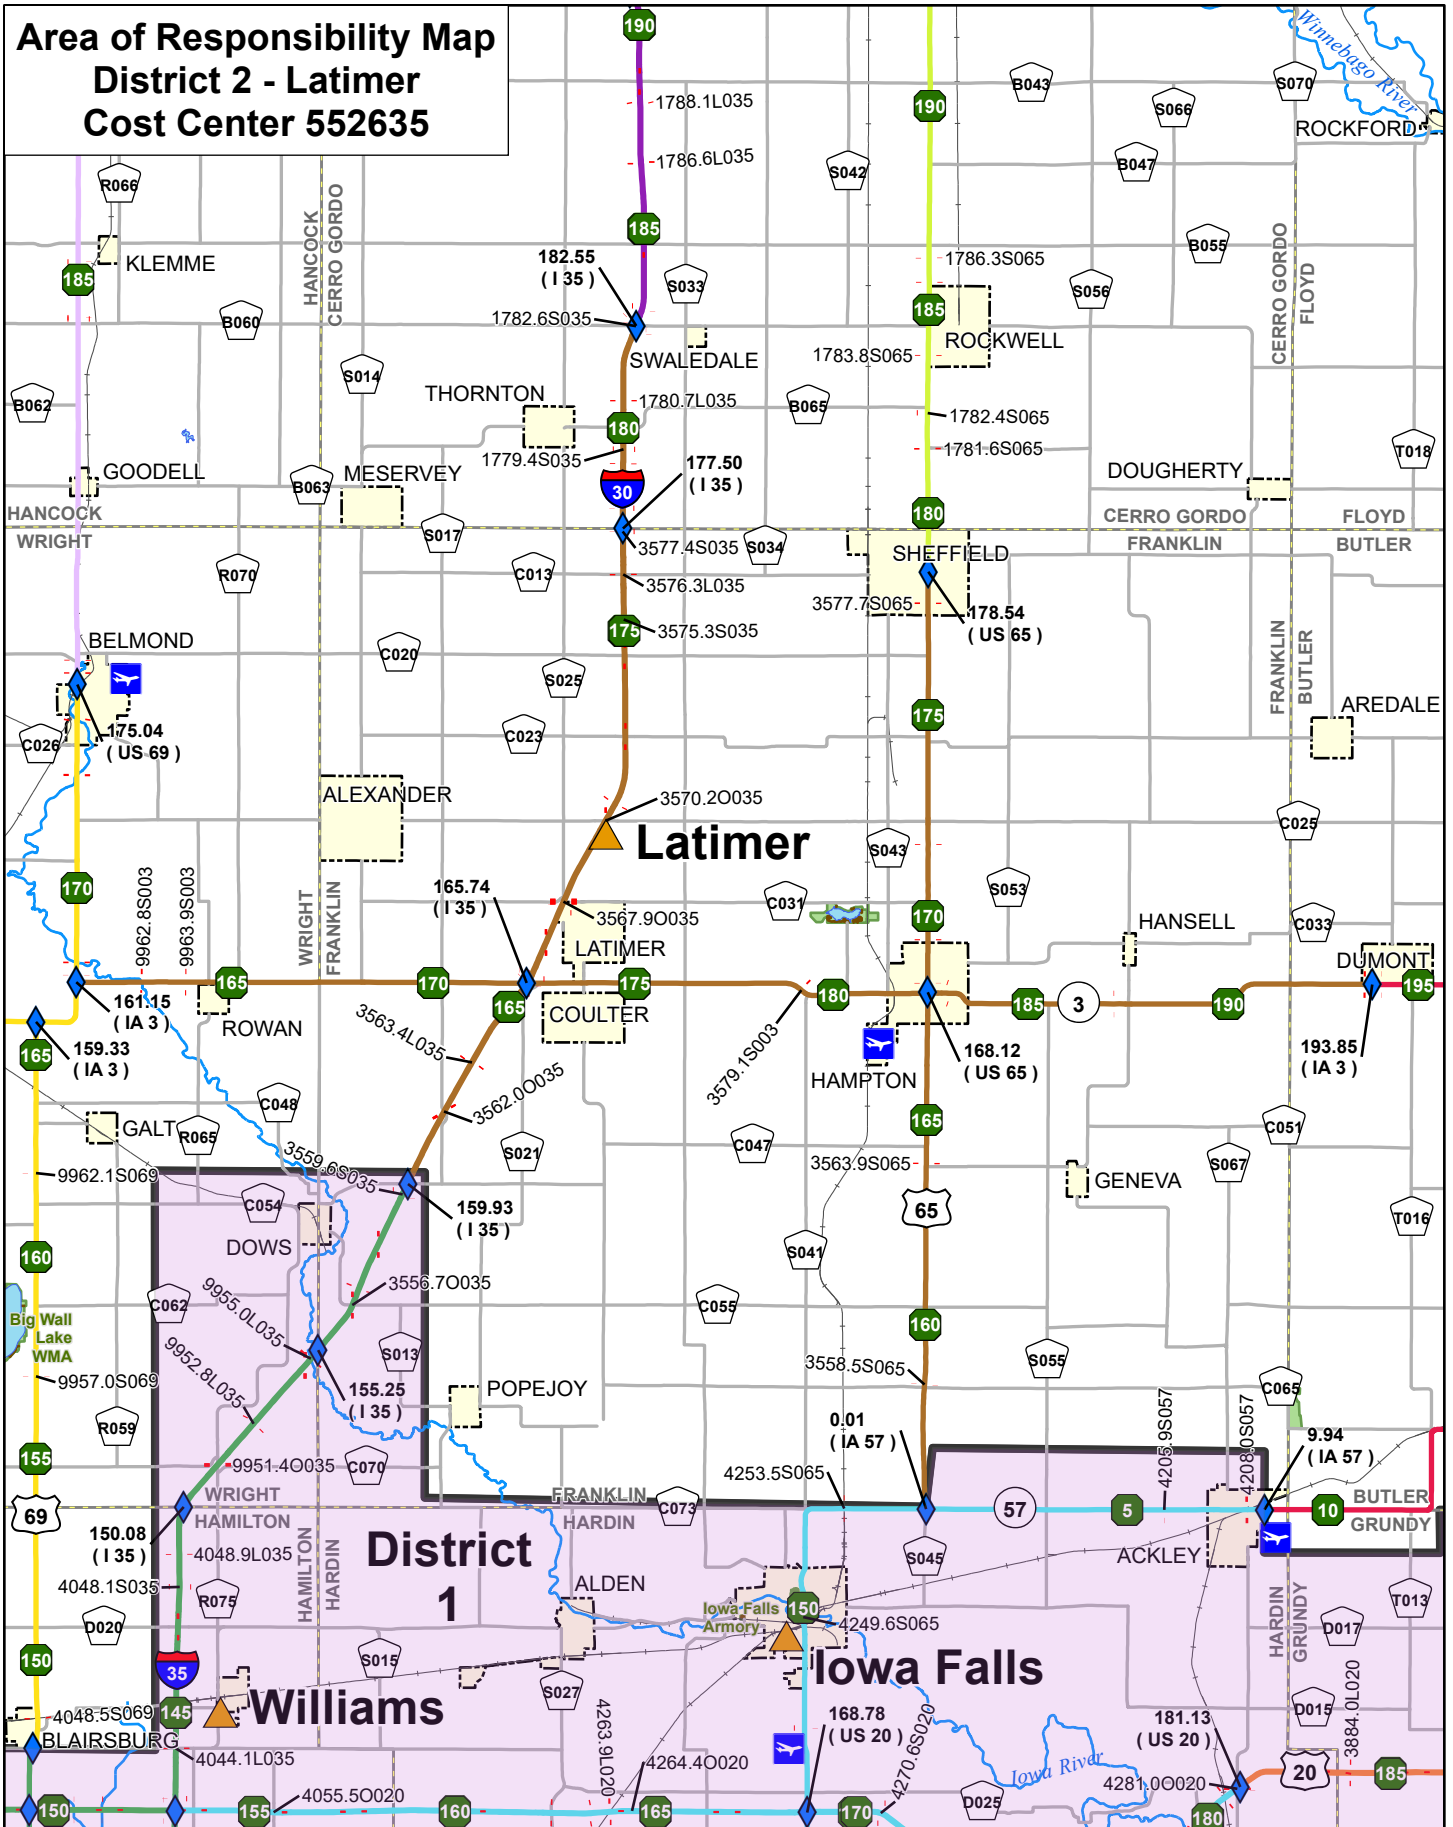 Area of Responsibility Map
District 2 - Latimer
Cost Center 552635
190
1788.1L035
190
B043
S066
S070
Winnebago River
ROCKFORD
1786.6L035
S042
B047
R066
HANCOCK
CERRO GORDO
185
B055
CERRO GORDO
FLOYD
KLEMME
182.55
( I 35 )
1786.3S065
185
S033
S056
185
B060
1782.6S035
ROCKWELL
SWALEDALE
1783.8S065
S014
THORNTON
B062
1780.7L035
B065
1782.4S065
180
1779.4S035
1781.6S065
T018
GOODELL
B063
MESERVEY
177.50
( I 35 )
DOUGHERTY
30
HANCOCK
WRIGHT
180
CERRO GORDO
FRANKLIN
FLOYD
BUTLER
S017
3577.4S035
S034
SHEFFIELD
R070
C013
3576.3L035
3577.7S065
178.54
( US 65 )
175
3575.3S035
BELMOND
C020
S025
FRANKLIN
BUTLER
AREDALE
175
175.04
( US 69 )
C026
C023
ALEXANDER
3570.2O035
C025
Latimer
S043
170
9962.8S003
9963.9S003
165.74
( I 35 )
S053
C031
170
WRIGHT
FRANKLIN
3567.9O035
HANSELL
C033
LATIMER
DUMONT
165
170
175
180
185
3
190
195
161.15
( IA 3 )
165
COULTER
ROWAN
159.33
( IA 3 )
165
3563.4L035
3579.1S003
168.12
( US 65 )
193.85
( IA 3 )
HAMPTON
3562.0O035
C048
165
GALT
R065
C051
3559.6S035
S021
C047
3563.9S065
S067
9962.1S069
GENEVA
C054
159.93
( I 35 )
65
T016
DOWS
160
S041
9955.0L035
3556.7O035
C062
C055
Big Wall
Lake
WMA
160
S013
9952.8L035
3558.5S065
S055
9957.0S069
155.25
( I 35 )
POPEJOY
C065
R059
0.01
( IA 57 )
4205.9S057
4208.0S057
9.94
( IA 57 )
155
9951.4O035
C070
4253.5S065
WRIGHT
HAMILTON
FRANKLIN
HARDIN
C073
57
5
10
BUTLER
GRUNDY
69
150.08
( I 35 )
District
1
4048.9L035
S045
ACKLEY
HAMILTON
HARDIN
4048.1S035
ALDEN
R075
Iowa Falls
Armory
150
4249.6S065
HARDIN
GRUNDY
T013
D020
D017
150
S015
35
Iowa Falls
S027
Williams
4048.5S069
145
4263.9L020
168.78
( US 20 )
4270.6S020
181.13
( US 20 )
D015
3884.0L020
BLAIRSBURG
4044.1L035
4264.4O020
Iowa River
4281.0O020
20
185
150
155
4055.5O020
160
165
170
D025
180